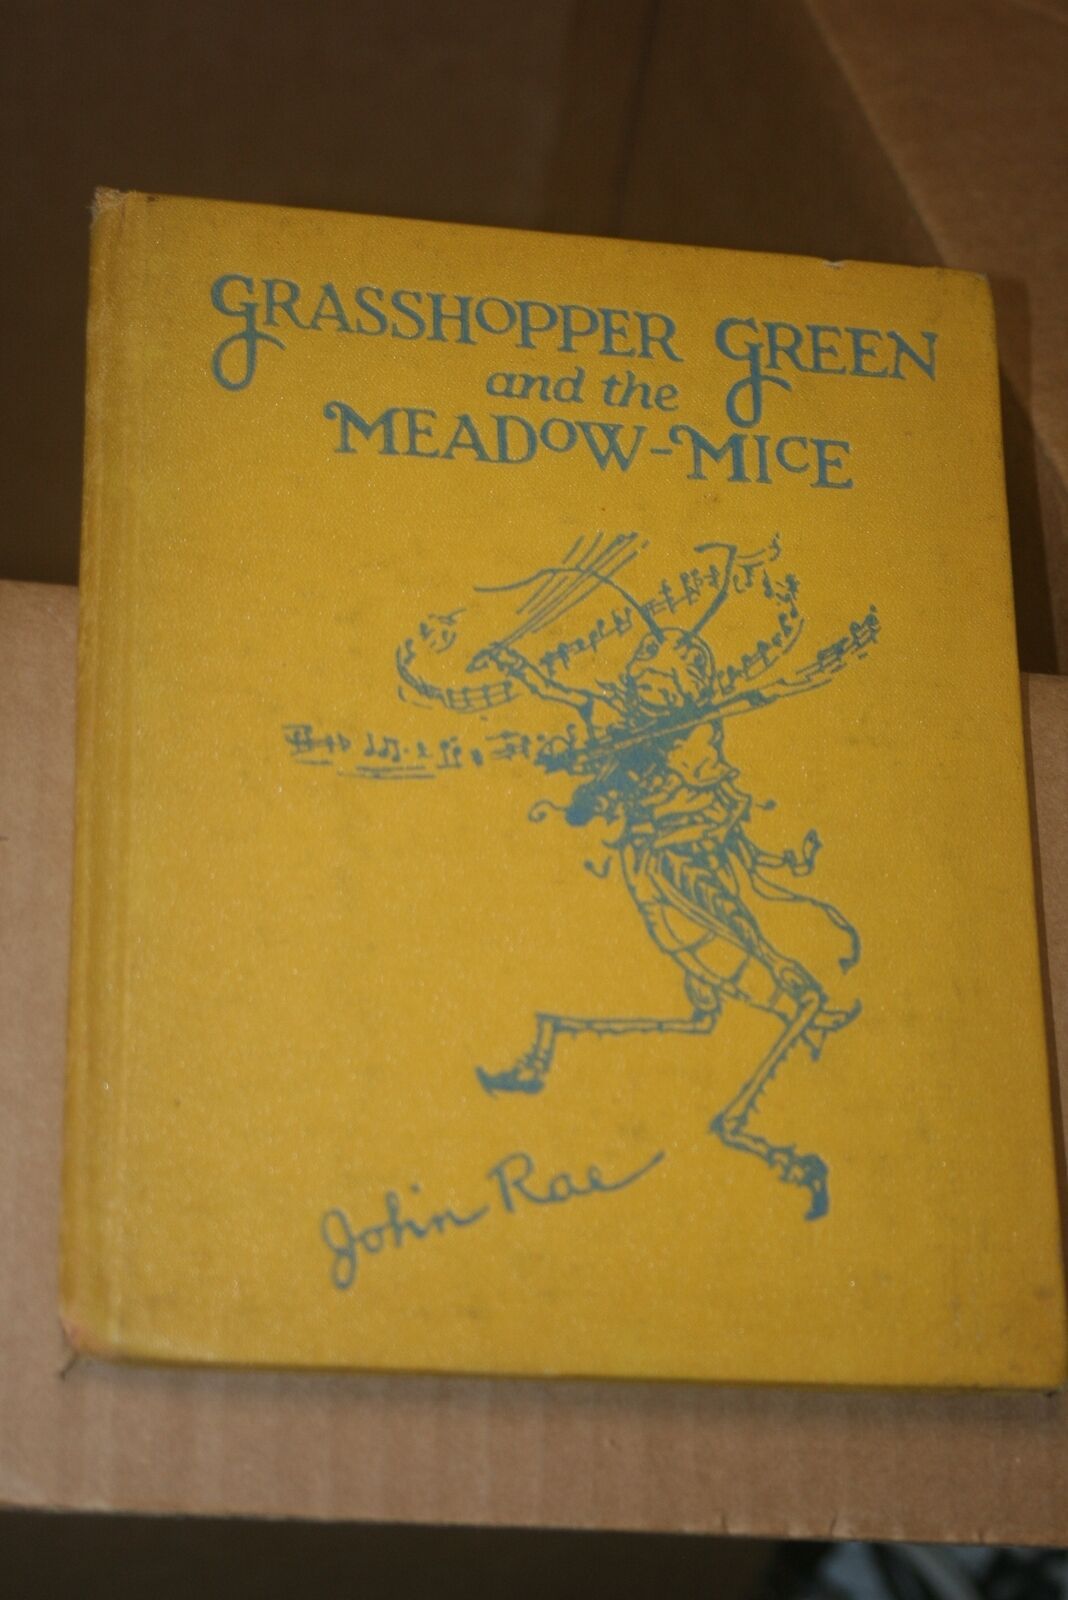 GRASSHOPPER GREEN
and the
MEADOW-MICE
John Rae